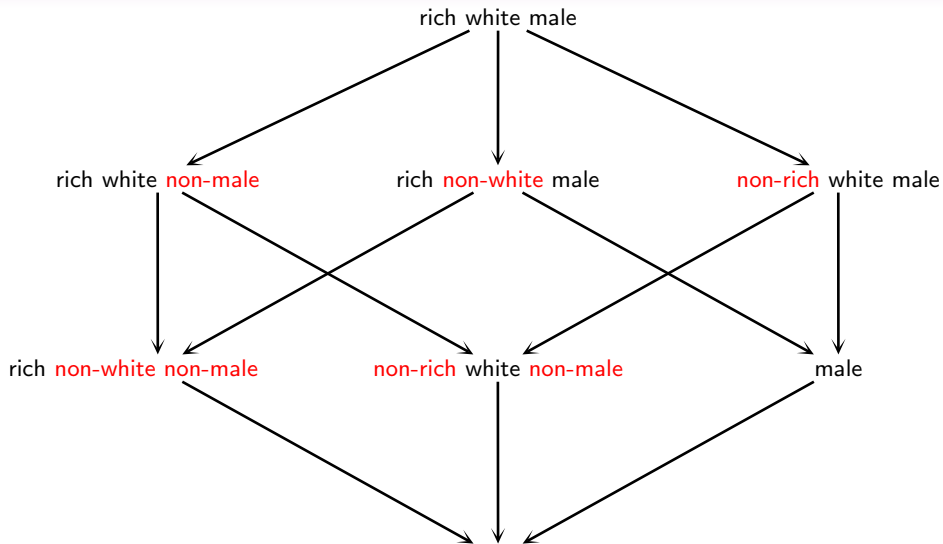 rich white male
rich white non-male
rich non-white male
non-rich white male
rich non-white non-male
non-rich white non-male
male